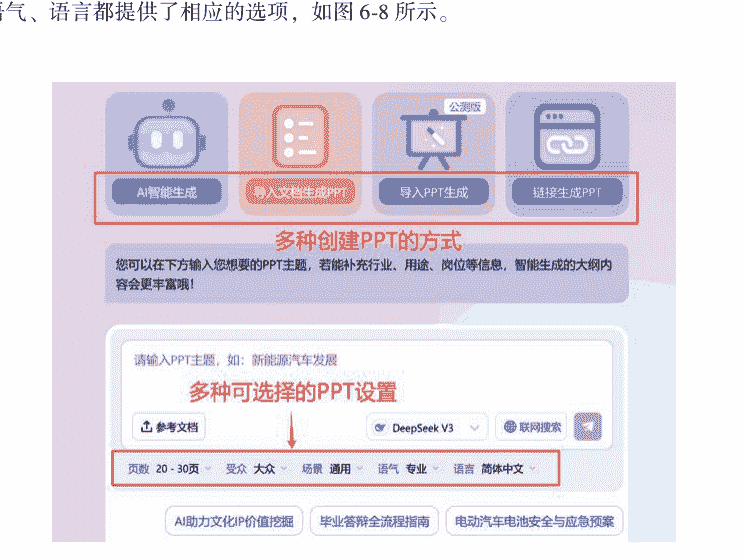 语气、语言都提供了相应的选项，如图 6-8 所示。
公测版
AI智能生成 导入文档生成PPT 导入PPT生成 链接生成PPT
多种创建PPT的方式
您可以在下方输入您想要的PPT主题，若能补充行业、用途、岗位等信息，智能生成的大纲内
容会更丰富哦！
请输入PPT主题，如：新能源汽车发展
多种可选择的PPT设置
参考文档 DeepSeek V3 联网搜索
页数 20 - 30页 受众 大众 场景 通用 语气 专业 语言 简体中文
AI助力文化IP价值挖掘 毕业答辩全流程指南 电动汽车电池安全与应急预案